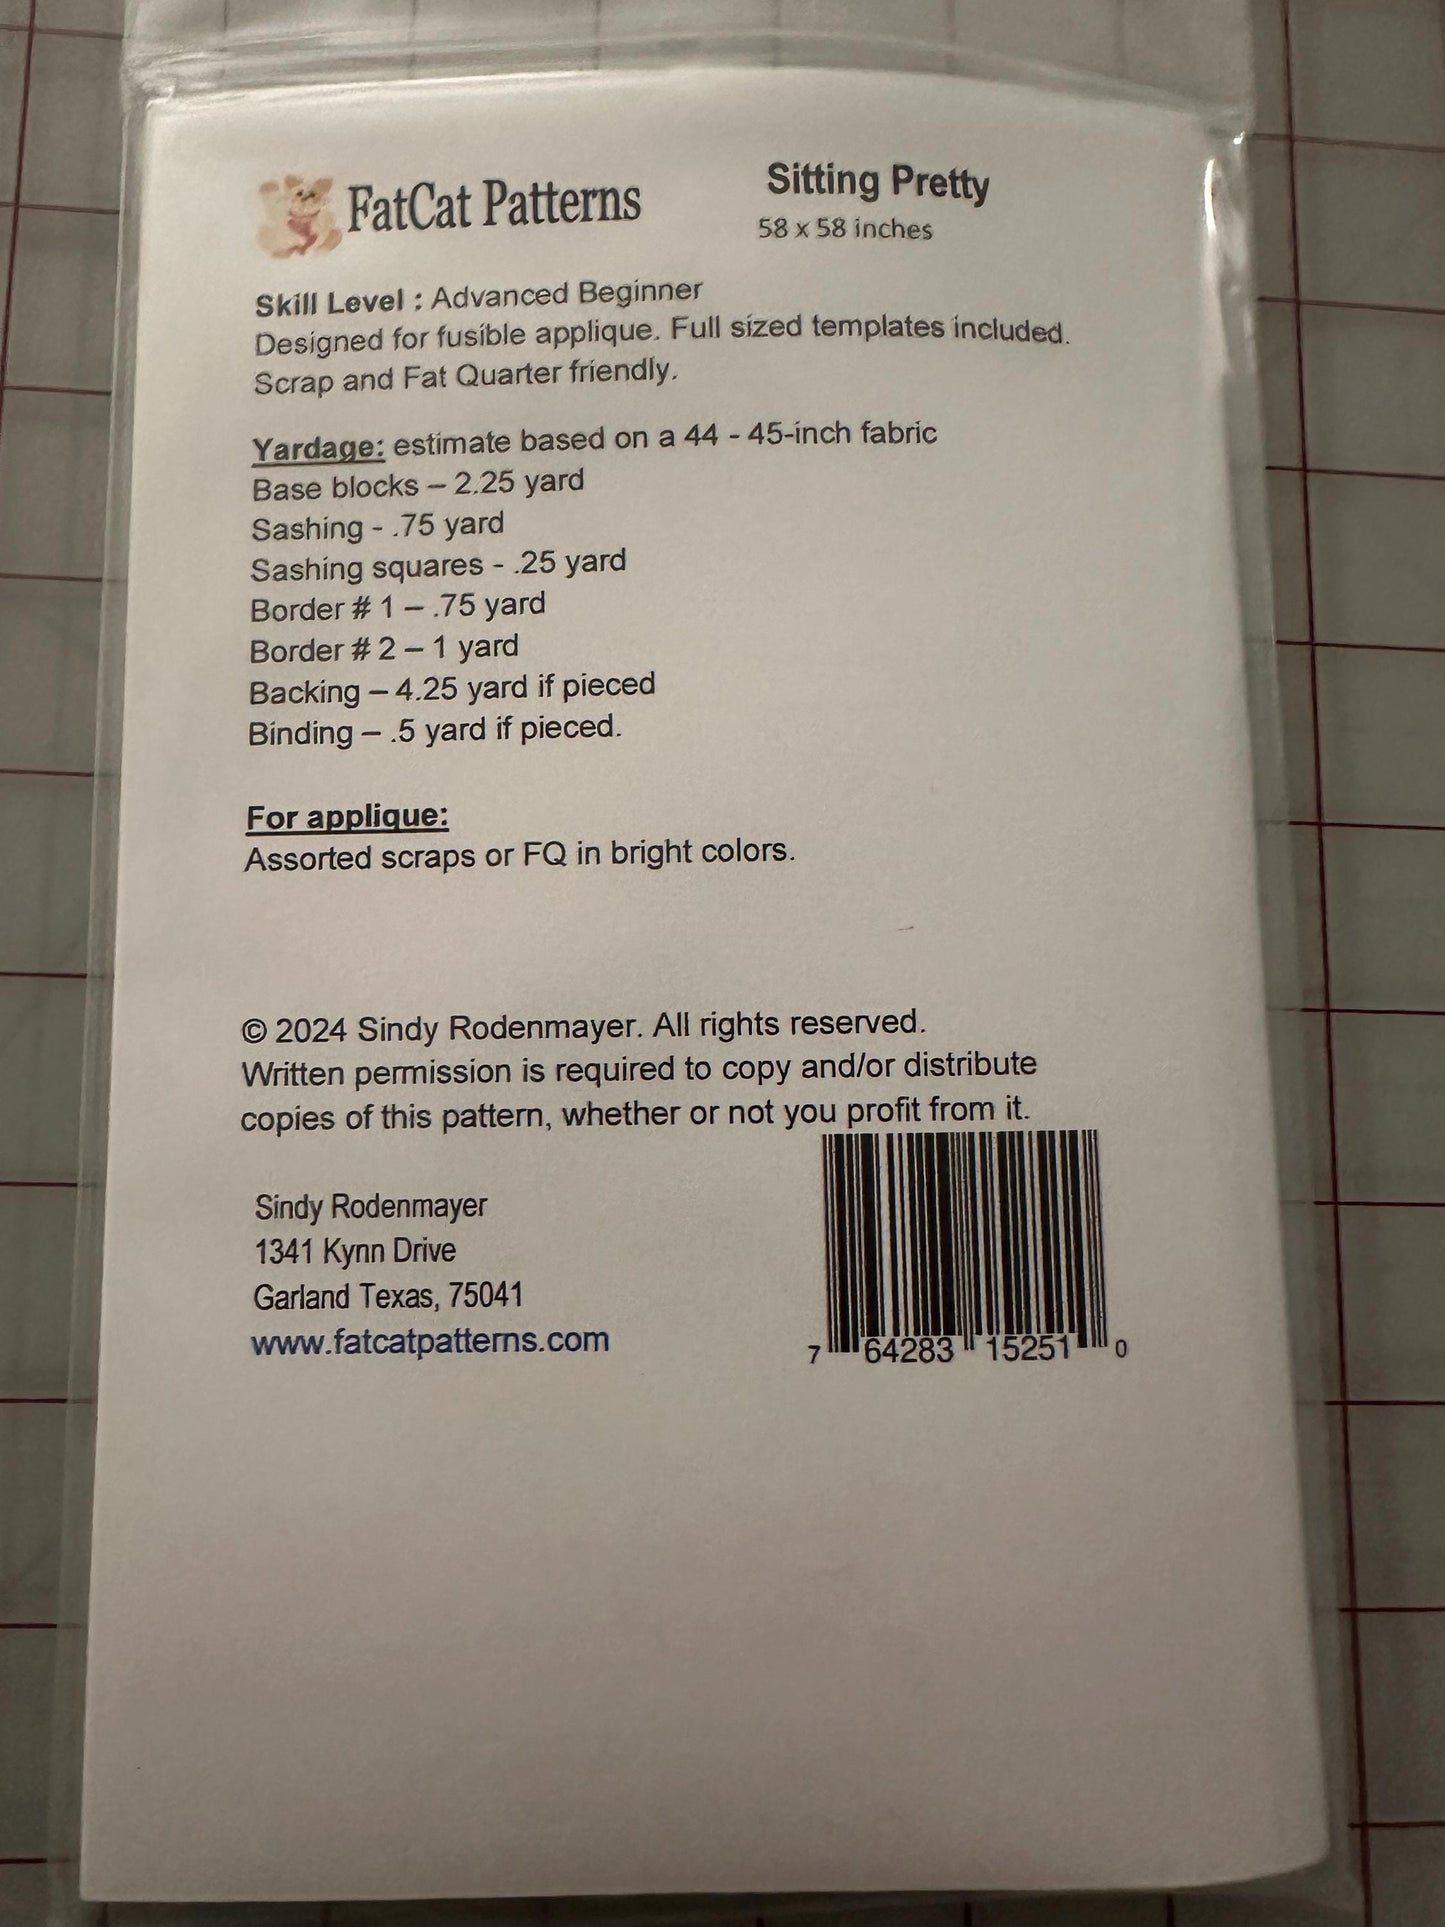 FatCat Patterns
Sitting Pretty
58 x 58 inches
Skill Level : Advanced Beginner
Designed for fusible applique. Full sized templates included.
Scrap and Fat Quarter friendly.
Yardage: estimate based on a 44 - 45-inch fabric
Base blocks – 2.25 yard
Sashing - .75 yard
Sashing squares - .25 yard
Border # 1 – .75 yard
Border # 2 – 1 yard
Backing – 4.25 yard if pieced
Binding – .5 yard if pieced.
For applique:
Assorted scraps or FQ in bright colors.
© 2024 Sindy Rodenmayer. All rights reserved.
Written permission is required to copy and/or distribute
copies of this pattern, whether or not you profit from it.
Sindy Rodenmayer
1341 Kynn Drive
Garland Texas, 75041
www.fatcatpatterns.com
7 64283 15251 0